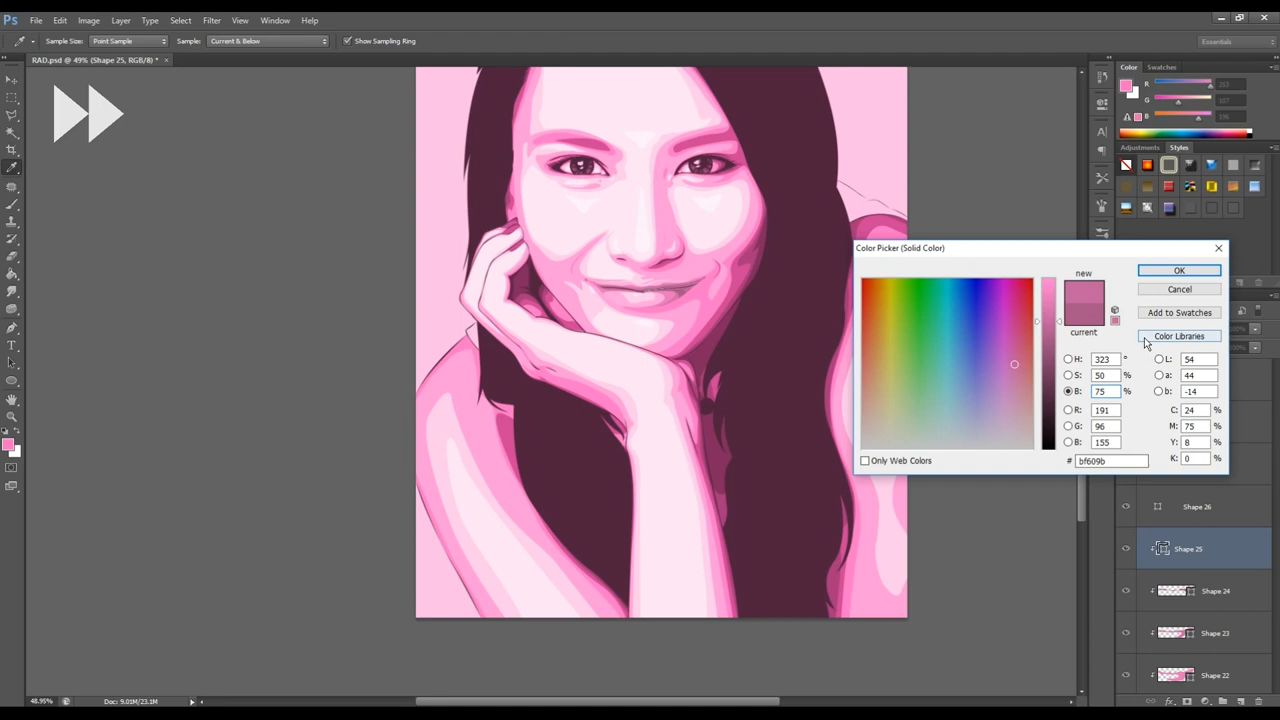 Ps File Edit Image Layer Type Select Filter View Window Help
Sample Size: Point Sample Sample: Current & Below Show Sampling Ring Essentials
RAD.psd @ 49% (Shape 25, RGB/8) * ×
Color Swatches
R 253
G 107
B 196
Adjustments Styles
Color Picker (Solid Color)
new
current
OK
Cancel
Add to Swatches
Color Libraries
H: 323 ° L: 54
S: 50 % a: 44
B: 75 % b: -14
R: 191 C: 24 %
G: 96 M: 75 %
B: 155 Y: 8 %
# bf609b K: 0 %
Only Web Colors
Shape 26
Shape 25
Shape 24
Shape 23
Shape 22
48.95% Doc: 9.01M/23.1M